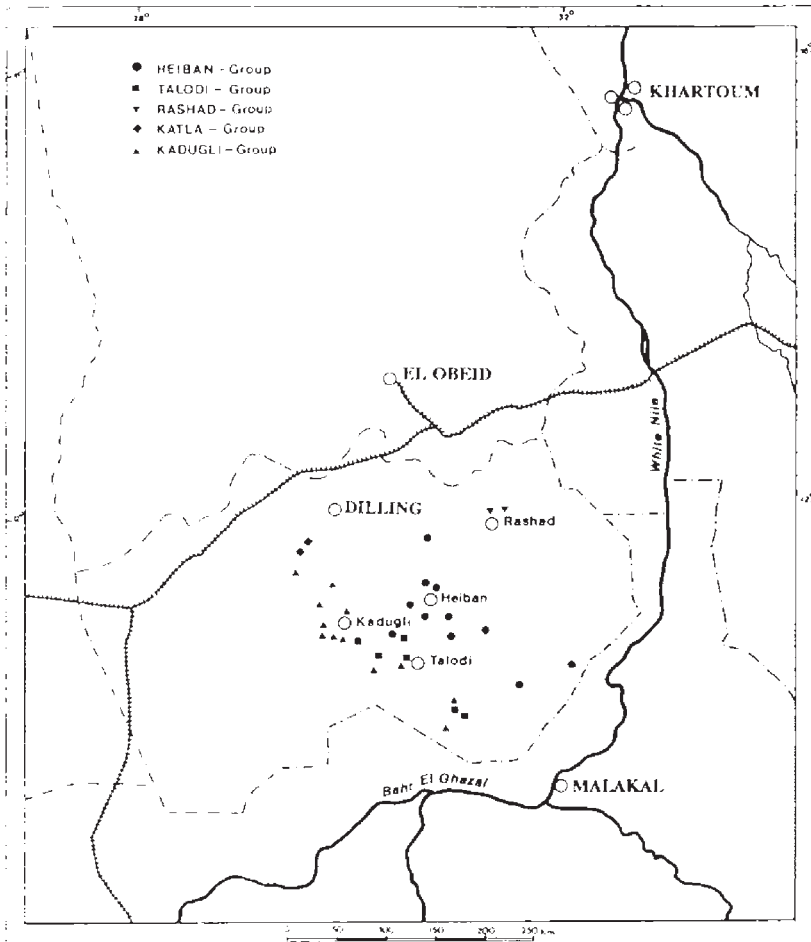 28° 32°
HEIBAN – Group
TALODI – Group
RASHAD – Group
KATLA – Group
KADUGLI – Group
KHARTOUM
EL OBEID
White Nile
DILLING
Rashad
Heiban
Kadugli
Talodi
Bahr El Ghazal
MALAKAL
0 50 100 150 200 250 km